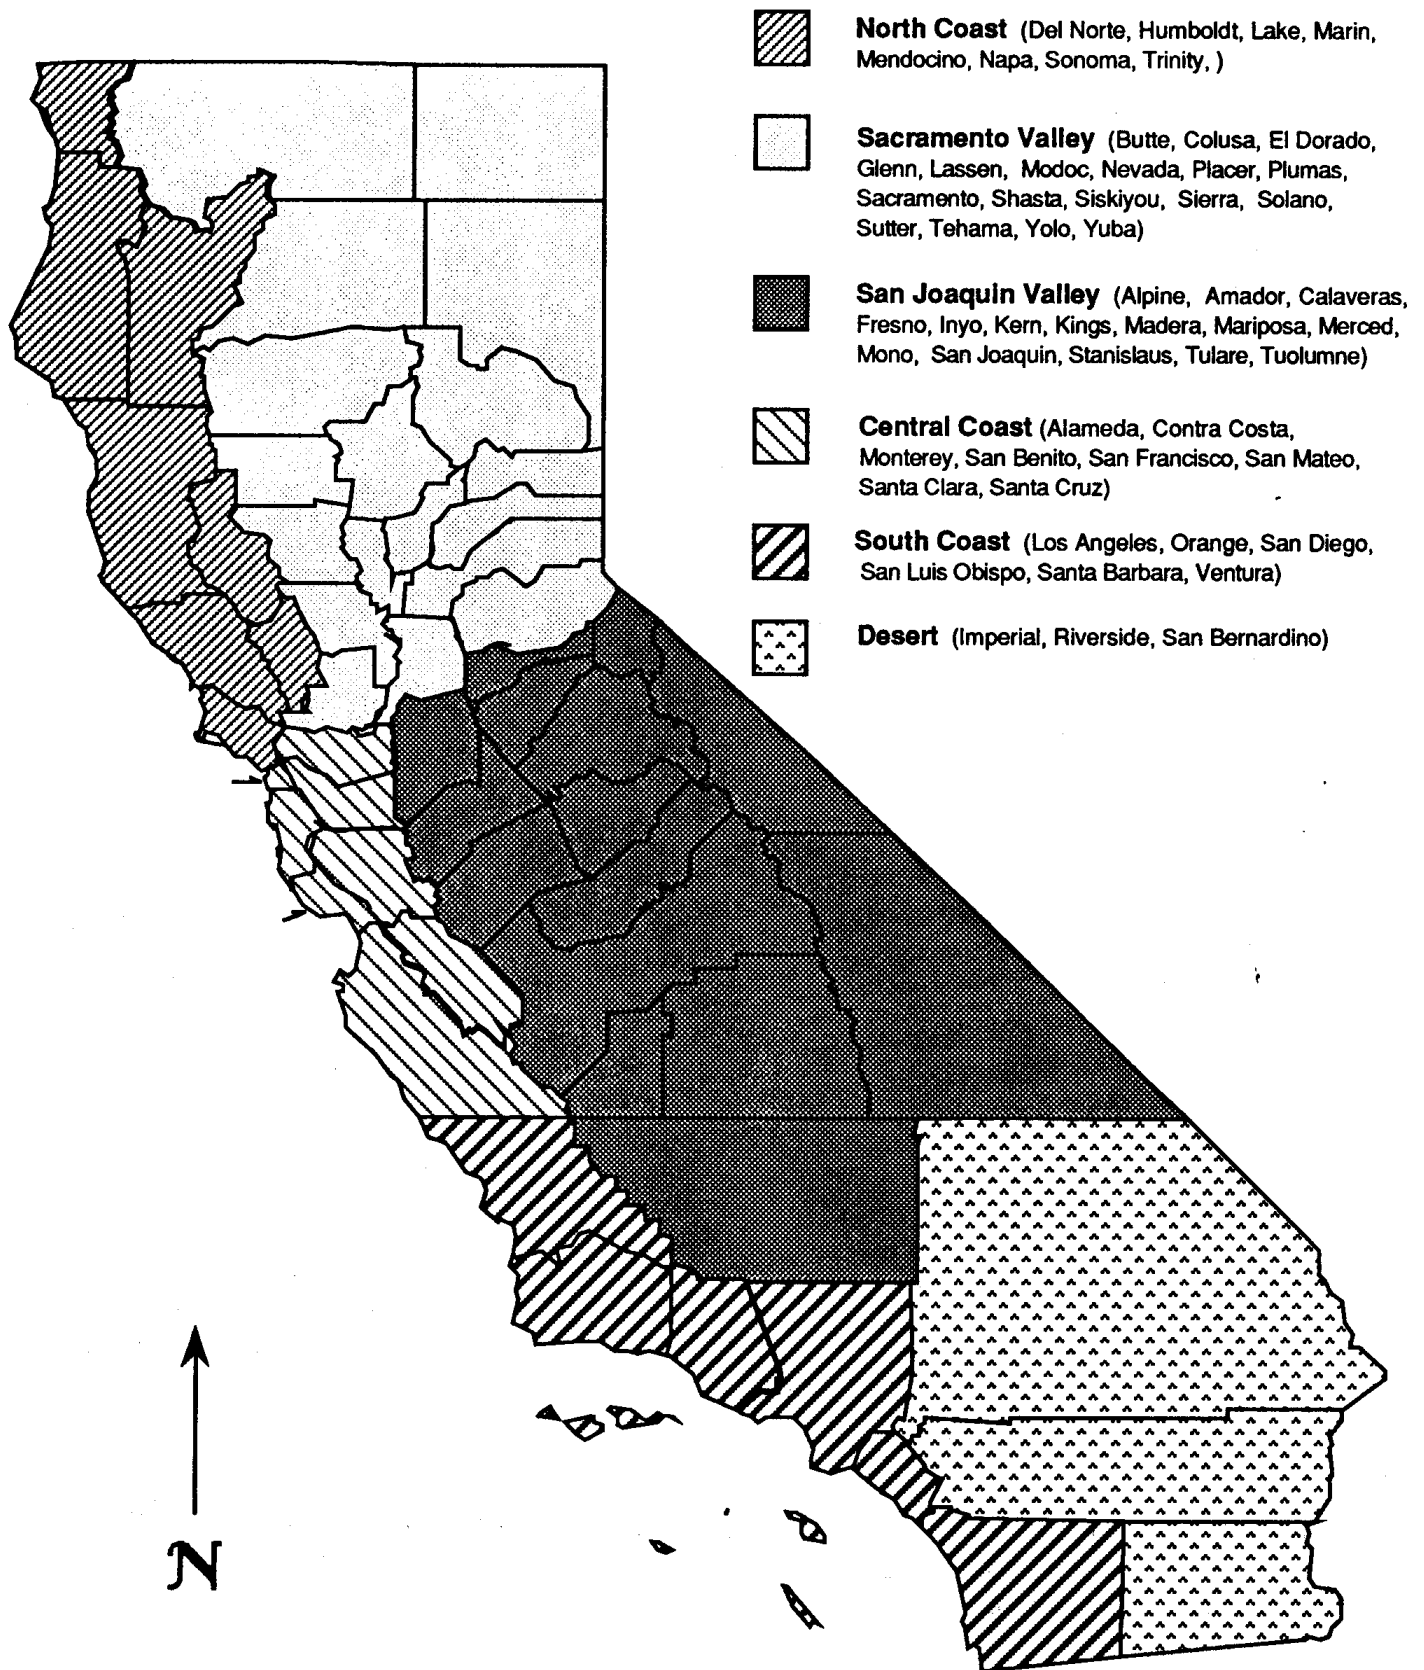 North Coast (Del Norte, Humboldt, Lake, Marin,
Mendocino, Napa, Sonoma, Trinity, )
Sacramento Valley (Butte, Colusa, El Dorado,
Glenn, Lassen, Modoc, Nevada, Placer, Plumas,
Sacramento, Shasta, Siskiyou, Sierra, Solano,
Sutter, Tehama, Yolo, Yuba)
San Joaquin Valley (Alpine, Amador, Calaveras,
Fresno, Inyo, Kern, Kings, Madera, Mariposa, Merced,
Mono, San Joaquin, Stanislaus, Tulare, Tuolumne)
Central Coast (Alameda, Contra Costa,
Monterey, San Benito, San Francisco, San Mateo,
Santa Clara, Santa Cruz)
South Coast (Los Angeles, Orange, San Diego,
San Luis Obispo, Santa Barbara, Ventura)
Desert (Imperial, Riverside, San Bernardino)
N